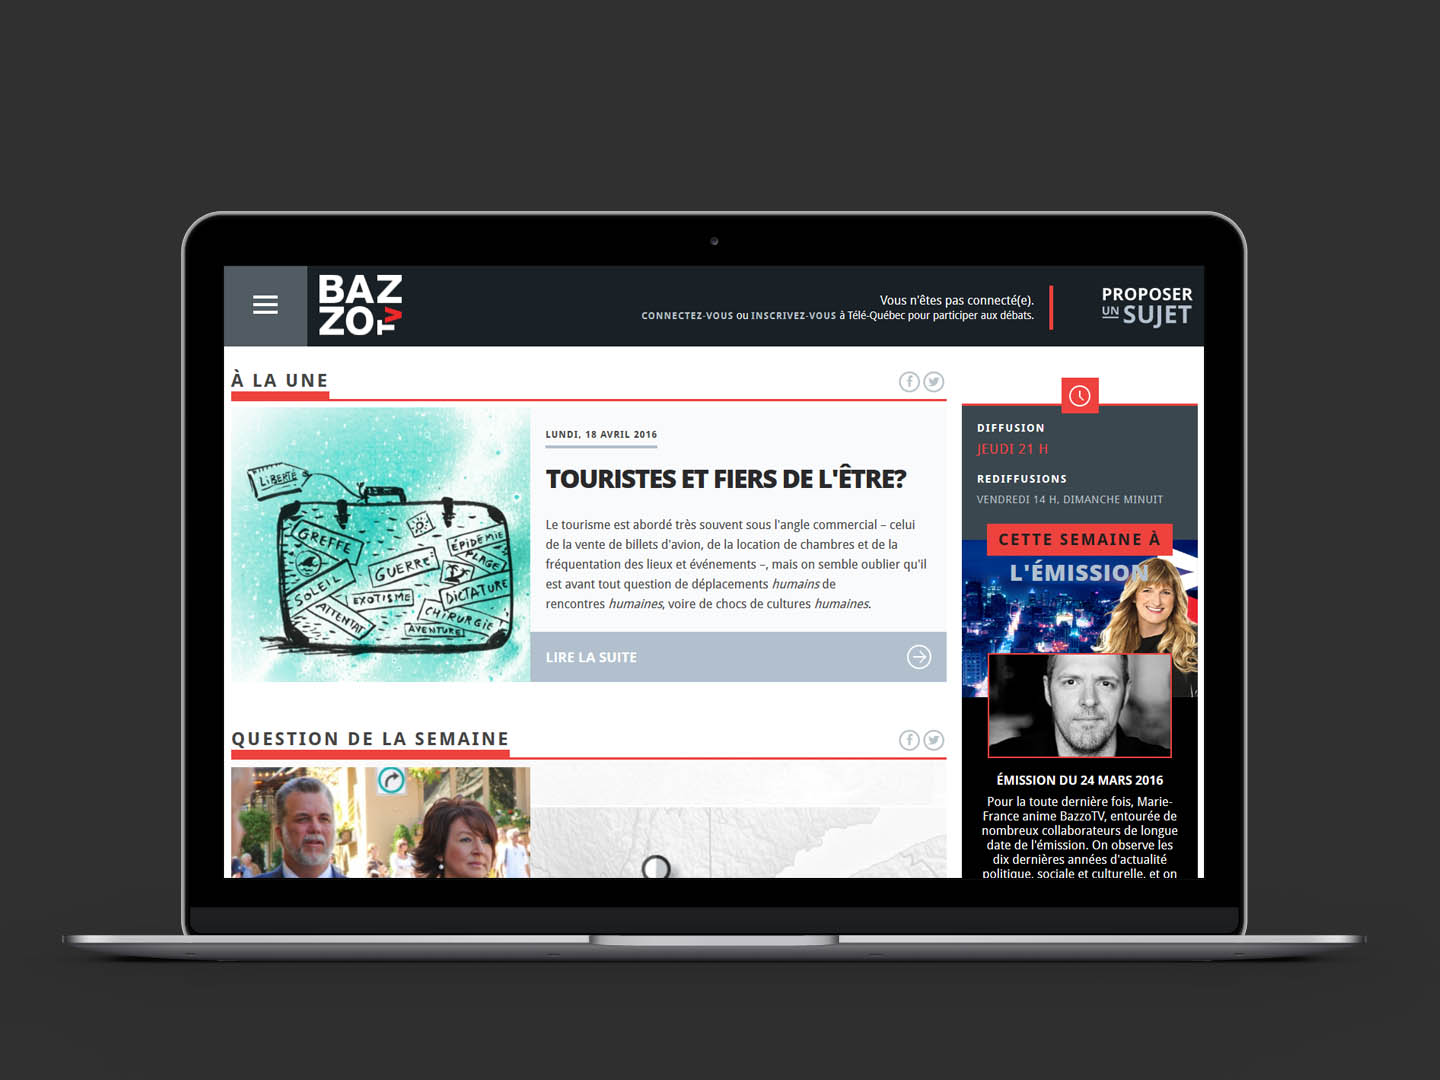 BAZ
ZOTV
Vous n'êtes pas connecté(e).
CONNECTEZ-VOUS ou INSCRIVEZ-VOUS à Télé-Québec pour participer aux débats.
PROPOSER
UN SUJET
À LA UNE
LUNDI, 18 AVRIL 2016
TOURISTES ET FIERS DE L'ÊTRE?
Le tourisme est abordé très souvent sous l'angle commercial – celui
de la vente de billets d'avion, de la location de chambres et de la
fréquentation des lieux et événements –, mais on semble oublier qu'il
est avant tout question de déplacements humains de
rencontres humaines, voire de chocs de cultures humaines.
LIRE LA SUITE
LIBERTÉ
GREFFE
ÉPIDÉMIE
PLAGE
GUERRE
SOLEIL
EXOTISME
DICTATURE
ATTENTAT
CHIRURGIE
AVENTURE
QUESTION DE LA SEMAINE
DIFFUSION
JEUDI 21 H
REDIFFUSIONS
VENDREDI 14 H, DIMANCHE MINUIT
CETTE SEMAINE À
L'ÉMISSION
ÉMISSION DU 24 MARS 2016
Pour la toute dernière fois, Marie-
France anime BazzoTV, entourée de
nombreux collaborateurs de longue
date de l'émission. On observe les
dix dernières années d'actualité
politique, sociale et culturelle, et on